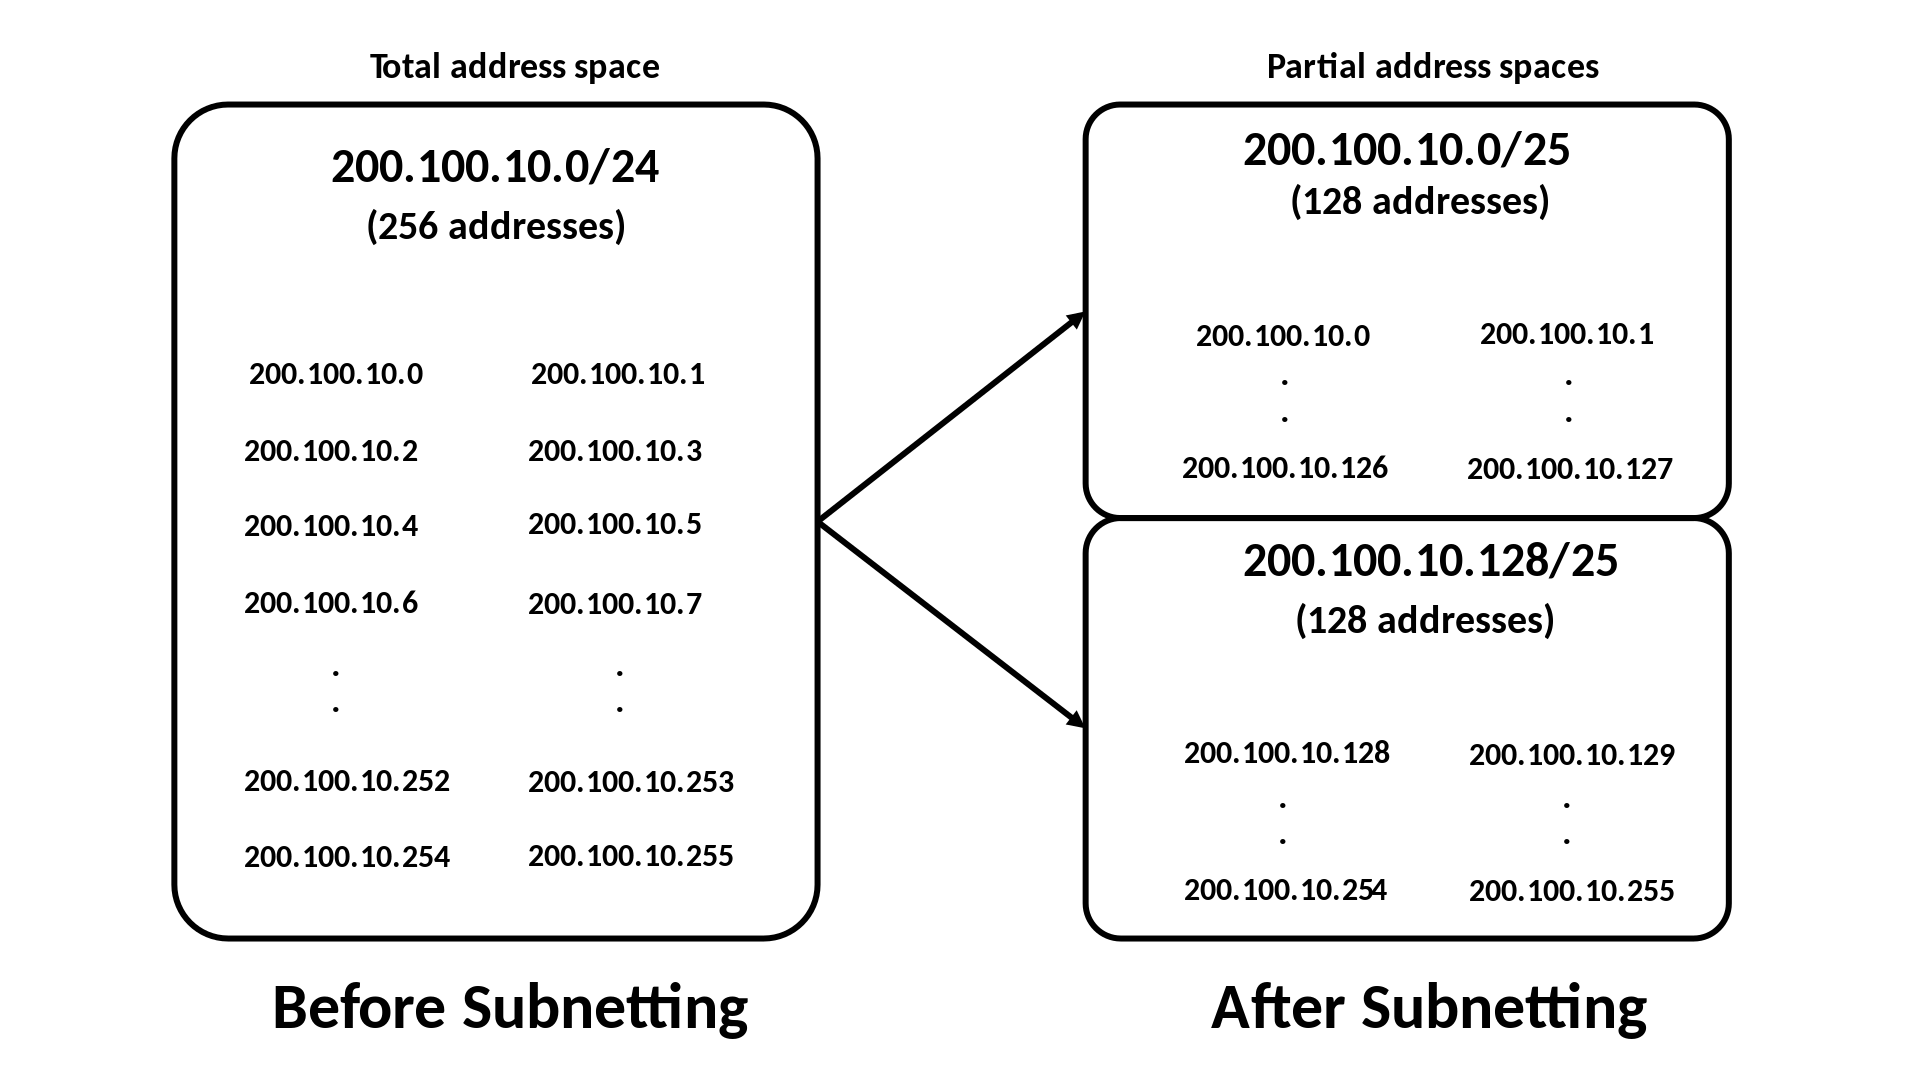 Total address space
200.100.10.0/24
(256 addresses)
200.100.10.0 200.100.10.1
200.100.10.2 200.100.10.3
200.100.10.4 200.100.10.5
200.100.10.6 200.100.10.7
. .
. .
200.100.10.252 200.100.10.253
200.100.10.254 200.100.10.255
Before Subnetting
Partial address spaces
200.100.10.0/25
(128 addresses)
200.100.10.0 200.100.10.1
. .
. .
200.100.10.126 200.100.10.127
200.100.10.128/25
(128 addresses)
200.100.10.128 200.100.10.129
. .
. .
200.100.10.254 200.100.10.255
After Subnetting